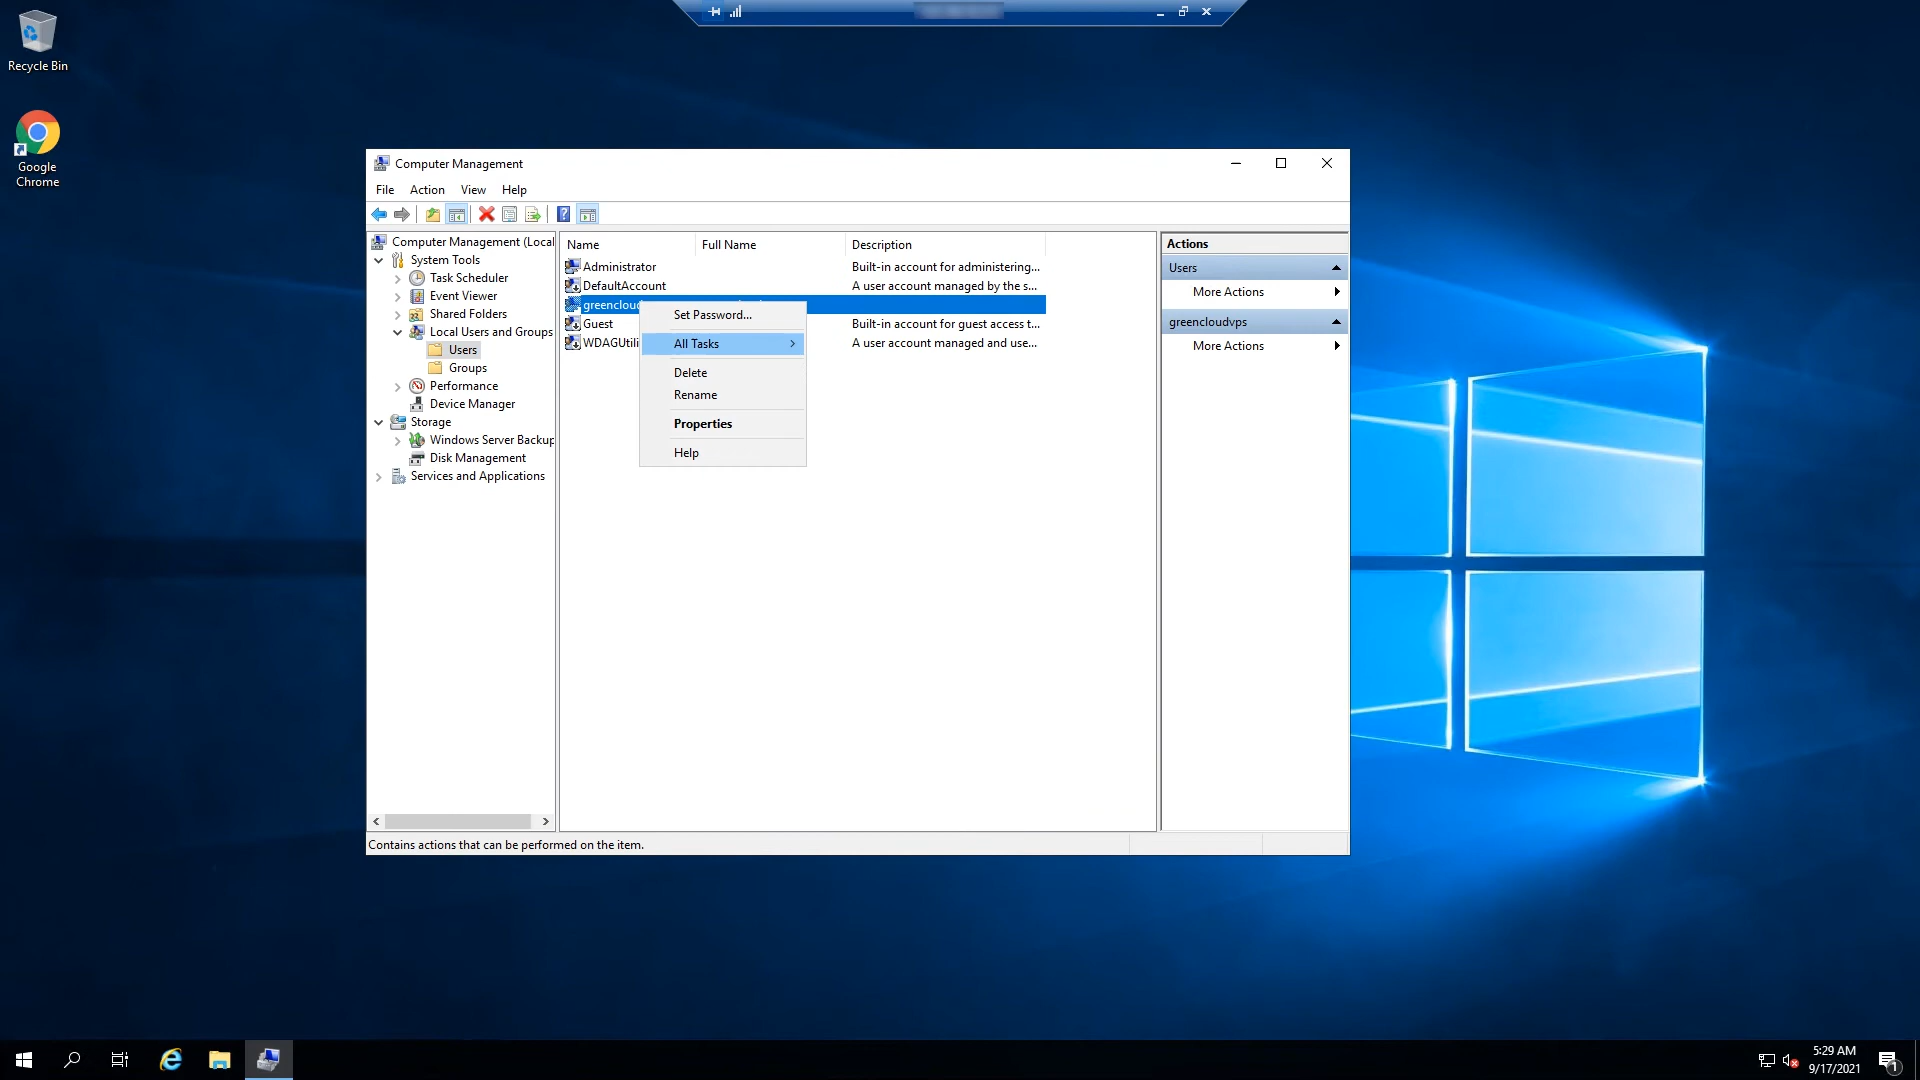 Recycle Bin
Google
Chrome
Computer Management
File Action View Help
Computer Management (Local
System Tools
Task Scheduler
Event Viewer
Shared Folders
Local Users and Groups
Users
Groups
Performance
Device Manager
Storage
Windows Server Backup
Disk Management
Services and Applications
Name Full Name Description
Administrator Built-in account for administering...
DefaultAccount A user account managed by the s...
greencloud
Guest Built-in account for guest access t...
WDAGUtili A user account managed and use...
Set Password...
All Tasks
Delete
Rename
Properties
Help
Actions
Users
More Actions
greencloudvps
More Actions
Contains actions that can be performed on the item.
5:29 AM
9/17/2021
1